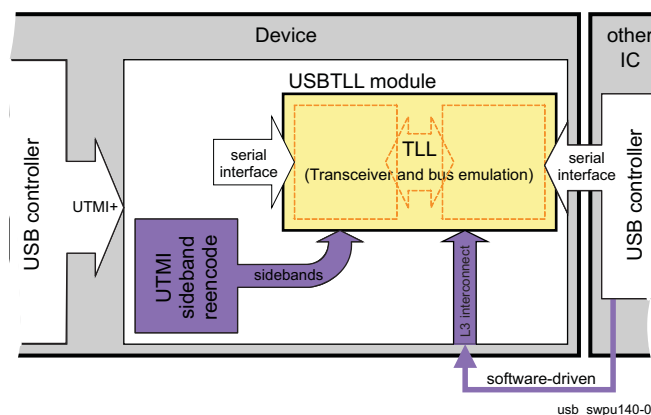 Device
other
IC
USBTLL module
USB controller
UTMI+
serial
interface
TLL
(Transceiver and bus emulation)
serial
interface
USB controller
UTMI
sideband
reencode
sidebands
L3 interconnect
software-driven
usb_swpu140-0